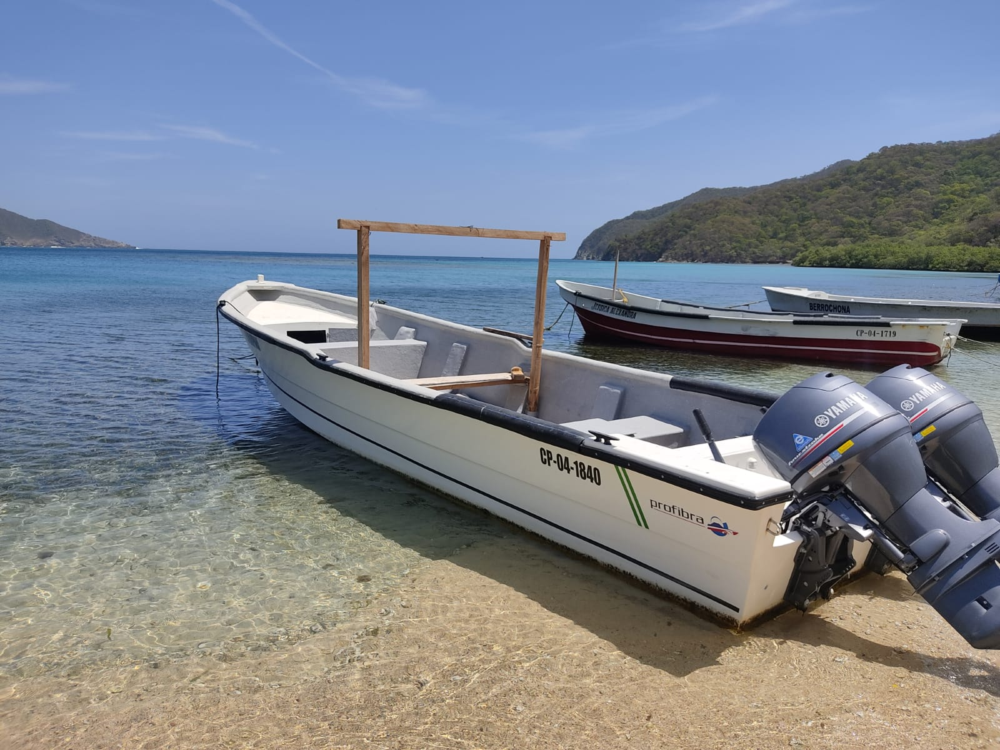 JESSICA ALEXANDRA
BERROCHONA
CP-04-1719
YAMAHA
YAMAHA
CP-04-1840
profibra